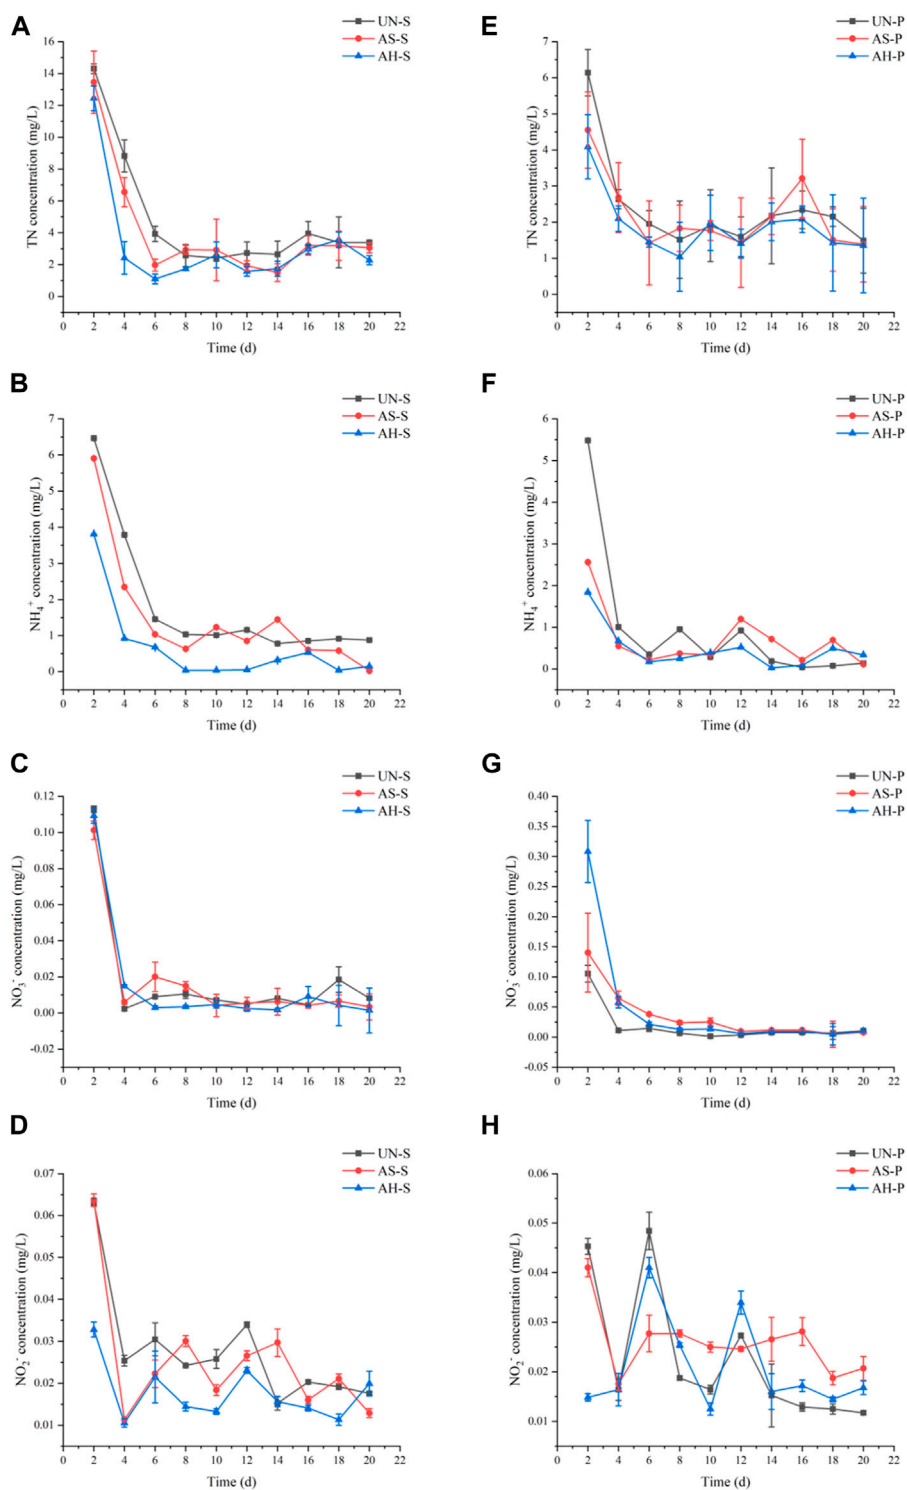 A
UN-S
AS-S
AH-S
TN concentration (mg/L)
16
14
12
10
8
6
4
2
0
0 2 4 6 8 10 12 14 16 18 20 22
Time (d)
E
UN-P
AS-P
AH-P
TN concentration (mg/L)
7
6
5
4
3
2
1
0
0 2 4 6 8 10 12 14 16 18 20 22
Time (d)
B
UN-S
AS-S
AH-S
NH₄⁺ concentration (mg/L)
7
6
5
4
3
2
1
0
0 2 4 6 8 10 12 14 16 18 20 22
Time (d)
F
UN-P
AS-P
AH-P
NH₄⁺ concentration (mg/L)
6
5
4
3
2
1
0
0 2 4 6 8 10 12 14 16 18 20 22
Time (d)
C
UN-S
AS-S
AH-S
NO₃⁻ concentration (mg/L)
0.12
0.10
0.08
0.06
0.04
0.02
0.00
-0.02
0 2 4 6 8 10 12 14 16 18 20 22
Time (d)
G
UN-P
AS-P
AH-P
NO₃⁻ concentration (mg/L)
0.40
0.35
0.30
0.25
0.20
0.15
0.10
0.05
0.00
-0.05
0 2 4 6 8 10 12 14 16 18 20 22
Time (d)
D
UN-S
AS-S
AH-S
NO₂⁻ concentration (mg/L)
0.07
0.06
0.05
0.04
0.03
0.02
0.01
0 2 4 6 8 10 12 14 16 18 20 22
Time (d)
H
UN-P
AS-P
AH-P
NO₂⁻ concentration (mg/L)
0.06
0.05
0.04
0.03
0.02
0.01
0 2 4 6 8 10 12 14 16 18 20 22
Time (d)